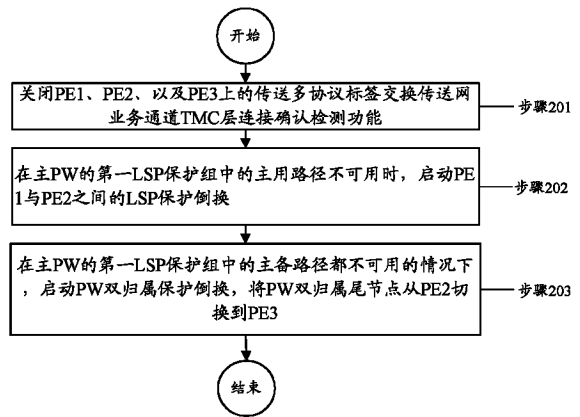 开始
关闭PE1、PE2、以及PE3上的传送多协议标签交换传送网
业务通道TMC层连接确认检测功能
步骤201
在主PW的第一LSP保护组中的主用路径不可用时，启动PE
1与PE2之间的LSP保护倒换
步骤202
在主PW的第一LSP保护组中的主备路径都不可用的情况下
，启动PW双归属保护倒换，将PW双归属尾节点从PE2切换
到PE3
步骤203
结束